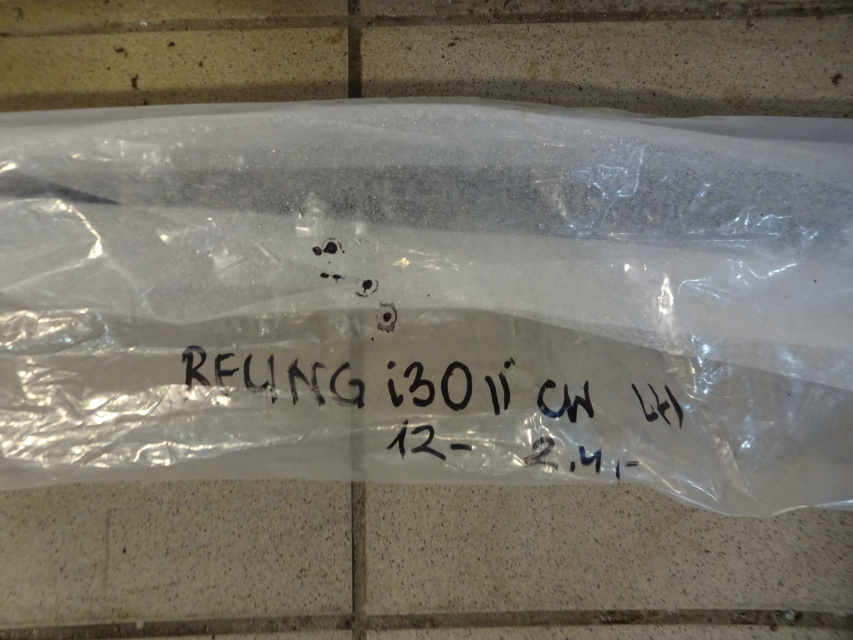 RELING i30 ii CW LH
12- 2.4,-